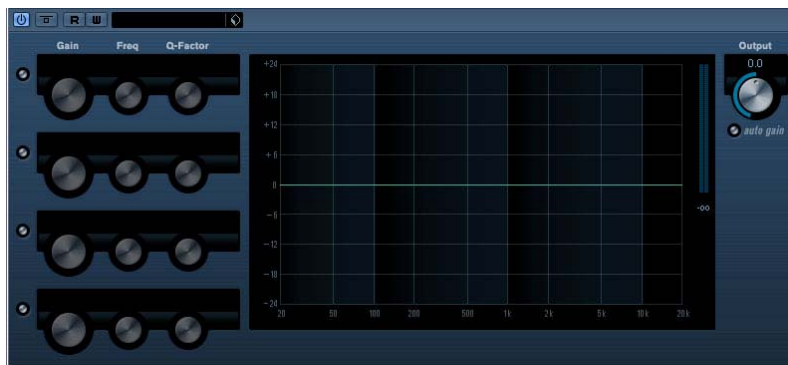 R W
Gain Freq Q-Factor
Output
0.0
auto gain
+24
+18
+12
+6
0
-6
-12
-18
-24
20 50 100 200 500 1k 2k 5k 10k 20k
-∞